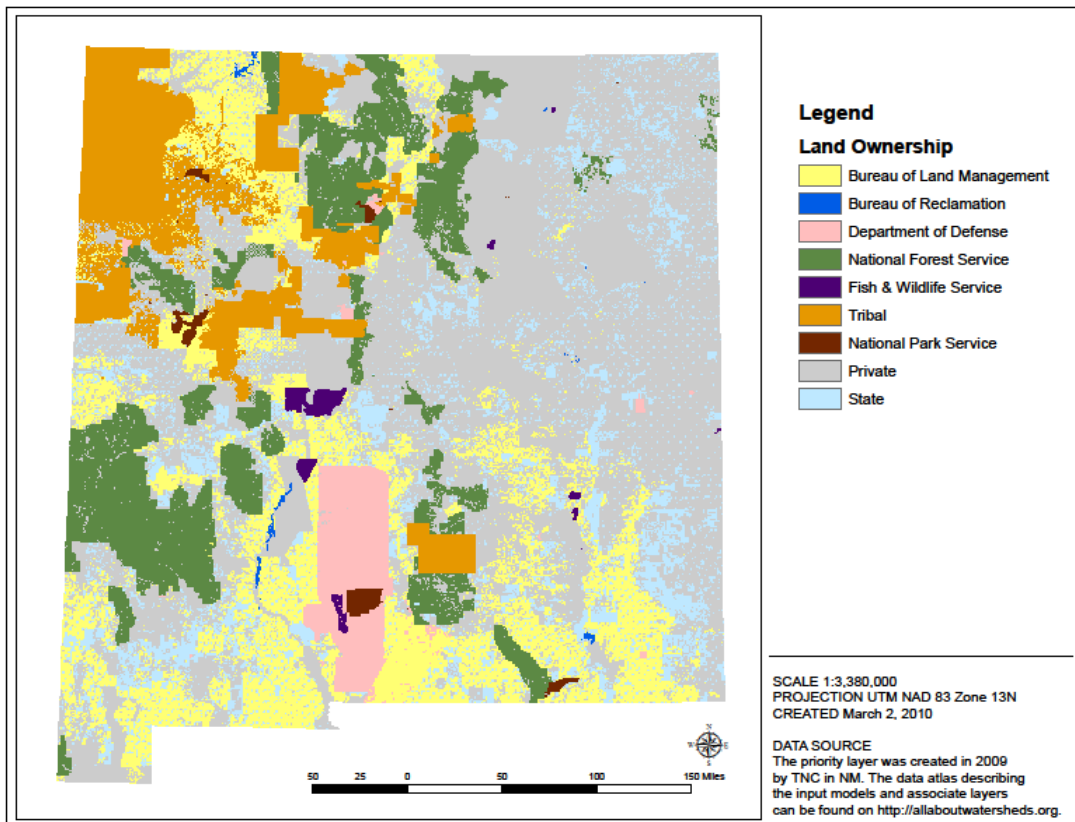 Legend
Land Ownership
Bureau of Land Management
Bureau of Reclamation
Department of Defense
National Forest Service
Fish & Wildlife Service
Tribal
National Park Service
Private
State
SCALE 1:3,380,000
PROJECTION UTM NAD 83 Zone 13N
CREATED March 2, 2010
DATA SOURCE
The priority layer was created in 2009
by TNC in NM. The data atlas describing
the input models and associate layers
can be found on http://allaboutwatersheds.org.
N
W E
S
50 25 0 50 100 150 Miles